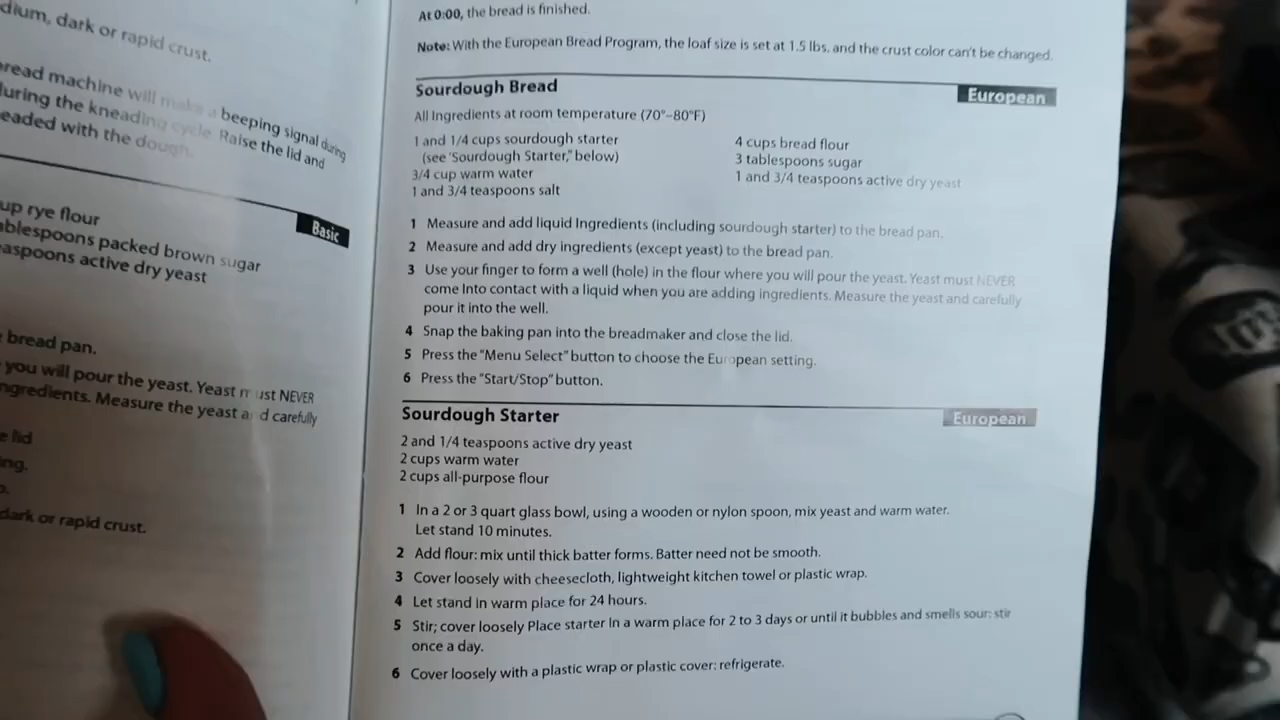 dium, dark or rapid crust.
read machine will make a beeping signal during
during the kneading cycle. Raise the lid and
eaded with the dough.
Basic
up rye flour
ablespoons packed brown sugar
easpoons active dry yeast
bread pan.
you will pour the yeast. Yeast must NEVER
ngredients. Measure the yeast and carefully
e lid
ing.
dark or rapid crust.
At 0:00, the bread is finished.
Note: With the European Bread Program, the loaf size is set at 1.5 lbs. and the crust color can't be changed.
Sourdough Bread
European
All Ingredients at room temperature (70°–80°F)
1 and 1/4 cups sourdough starter
(see 'Sourdough Starter," below)
3/4 cup warm water
1 and 3/4 teaspoons salt
4 cups bread flour
3 tablespoons sugar
1 and 3/4 teaspoons active dry yeast
1 Measure and add liquid Ingredients (including sourdough starter) to the bread pan.
2 Measure and add dry ingredients (except yeast) to the bread pan.
3 Use your finger to form a well (hole) in the flour where you will pour the yeast. Yeast must NEVER
come Into contact with a liquid when you are adding ingredients. Measure the yeast and carefully
pour it into the well.
4 Snap the baking pan into the breadmaker and close the lid.
5 Press the "Menu Select" button to choose the European setting.
6 Press the "Start/Stop" button.
Sourdough Starter
European
2 and 1/4 teaspoons active dry yeast
2 cups warm water
2 cups all-purpose flour
1 In a 2 or 3 quart glass bowl, using a wooden or nylon spoon, mix yeast and warm water.
Let stand 10 minutes.
2 Add flour: mix until thick batter forms. Batter need not be smooth.
3 Cover loosely with cheesecloth, lightweight kitchen towel or plastic wrap.
4 Let stand in warm place for 24 hours.
5 Stir; cover loosely Place starter In a warm place for 2 to 3 days or until it bubbles and smells sour: stir
once a day.
6 Cover loosely with a plastic wrap or plastic cover: refrigerate.